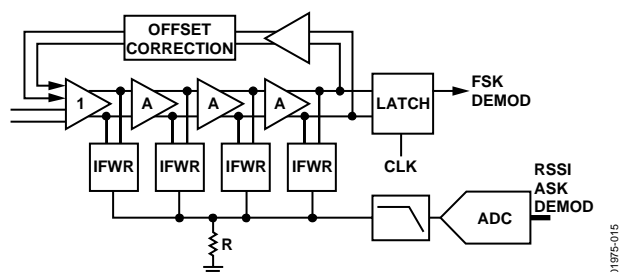 OFFSET
CORRECTION
1
A
A
A
LATCH
FSK
DEMOD
IFWR
IFWR
IFWR
IFWR
CLK
R
ADC
RSSI
ASK
DEMOD
01975-015